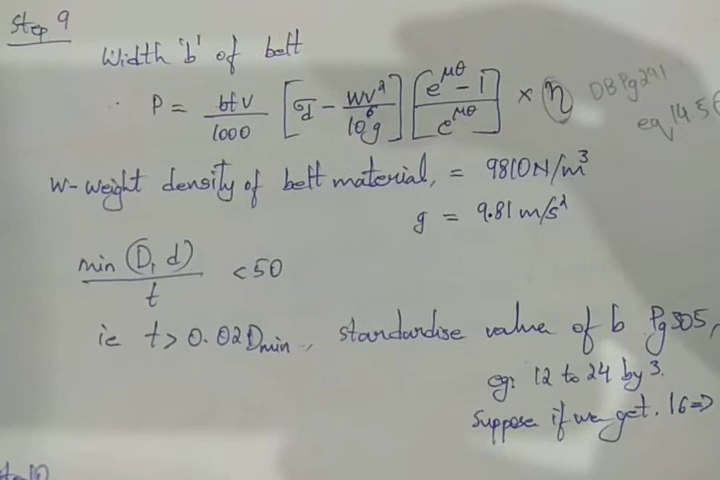 Step 9
Width 'b' of belt
P = btv/1000 [σd - wv²/10⁶g] [e^μθ - 1/e^μθ] × η DB Pg 291
eq 14.5
w - weight density of belt material, = 9810N/m³
g = 9.81 m/s²
min (D, d)/t < 50
ie t > 0.02 Dmin, standardise value of b Pg 305,
eg: 12 to 24 by 3.
Suppose if we get. 16 ⇒